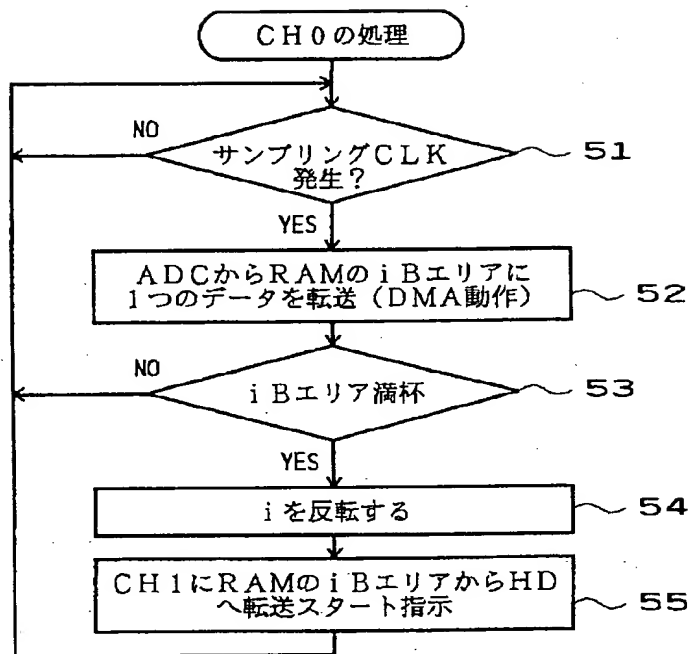 CH0の処理
NO
サンプリングCLK
発生?
51
YES
ADCからRAMのiBエリアに
1つのデータを転送(DMA動作)
52
NO
iBエリア満杯
53
YES
iを反転する
54
CH1にRAMのiBエリアからHD
へ転送スタート指示
55